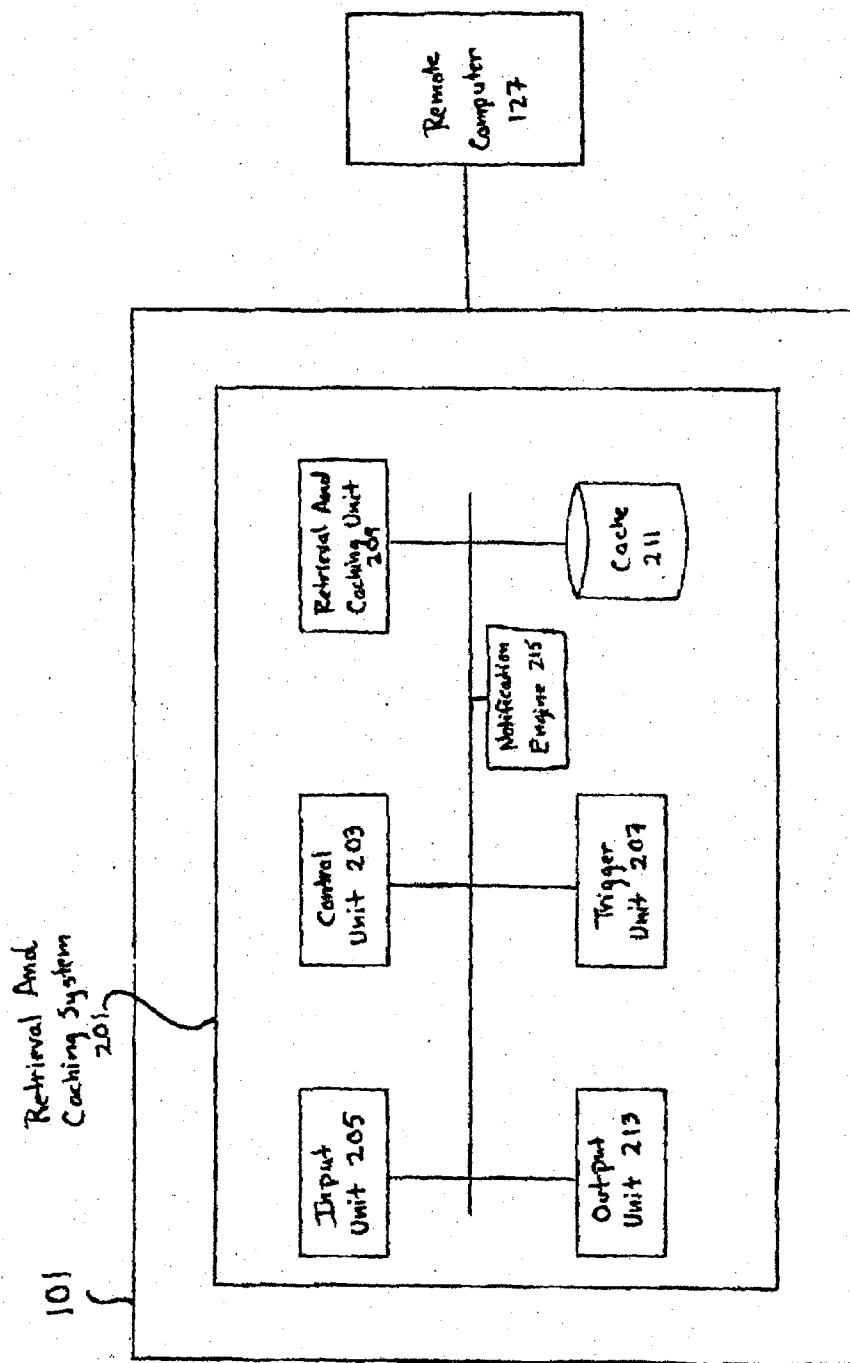 101
Retrieval And
Caching System
201
Input
Unit 205
Control
Unit 203
Retrieval And
Caching Unit
209
Notification
Engine 215
Output
Unit 213
Trigger
Unit 207
Cache
211
Remote
Computer
127